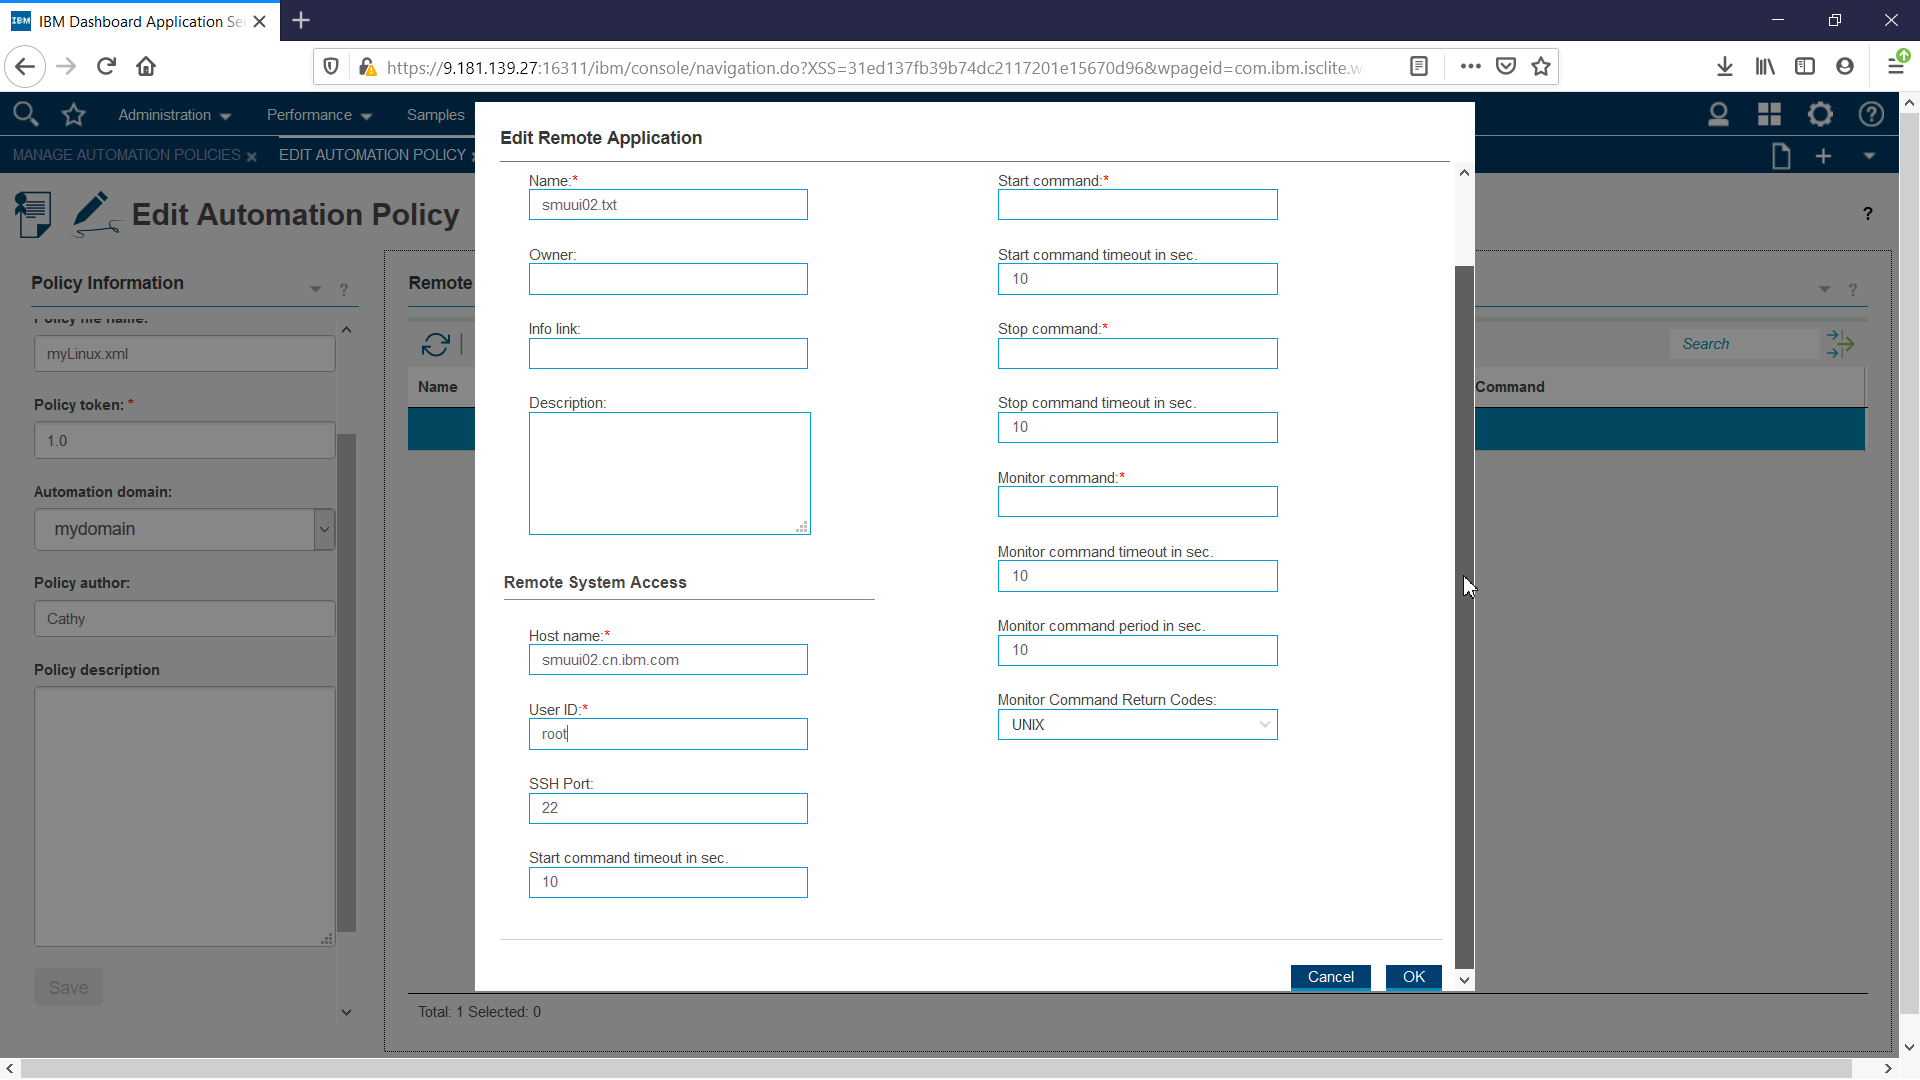 IBM Dashboard Application Se
https://9.181.139.27:16311/ibm/console/navigation.do?XSS=31ed137fb39b74dc2117201e15670d96&wpageid=com.ibm.isclite.w
Administration
Performance
Samples
MANAGE AUTOMATION POLICIES
EDIT AUTOMATION POLICY
Edit Automation Policy
?
Policy Information
?
Policy file name:
myLinux.xml
Policy token: *
1.0
Automation domain:
mydomain
Policy author:
Cathy
Policy description
Save
Remote
?
Search
Name
Command
Total: 1 Selected: 0
Edit Remote Application
Name:*
smuui02.txt
Owner:
Info link:
Description:
Remote System Access
Host name:*
smuui02.cn.ibm.com
User ID:*
root
SSH Port:
22
Start command timeout in sec.
10
Start command:*
Start command timeout in sec.
10
Stop command:*
Stop command timeout in sec.
10
Monitor command:*
Monitor command timeout in sec.
10
Monitor command period in sec.
10
Monitor Command Return Codes:
UNIX
Cancel
OK